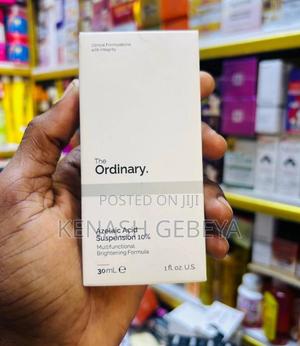 Clinical Formulations
with Integrity.
The
Ordinary.
POSTED ON JIJI
KENASH GEBEYA
Azelaic Acid
Suspension 10%
Multifunctional
Brightening Formula
30mL e
1 fl. oz. U.S.